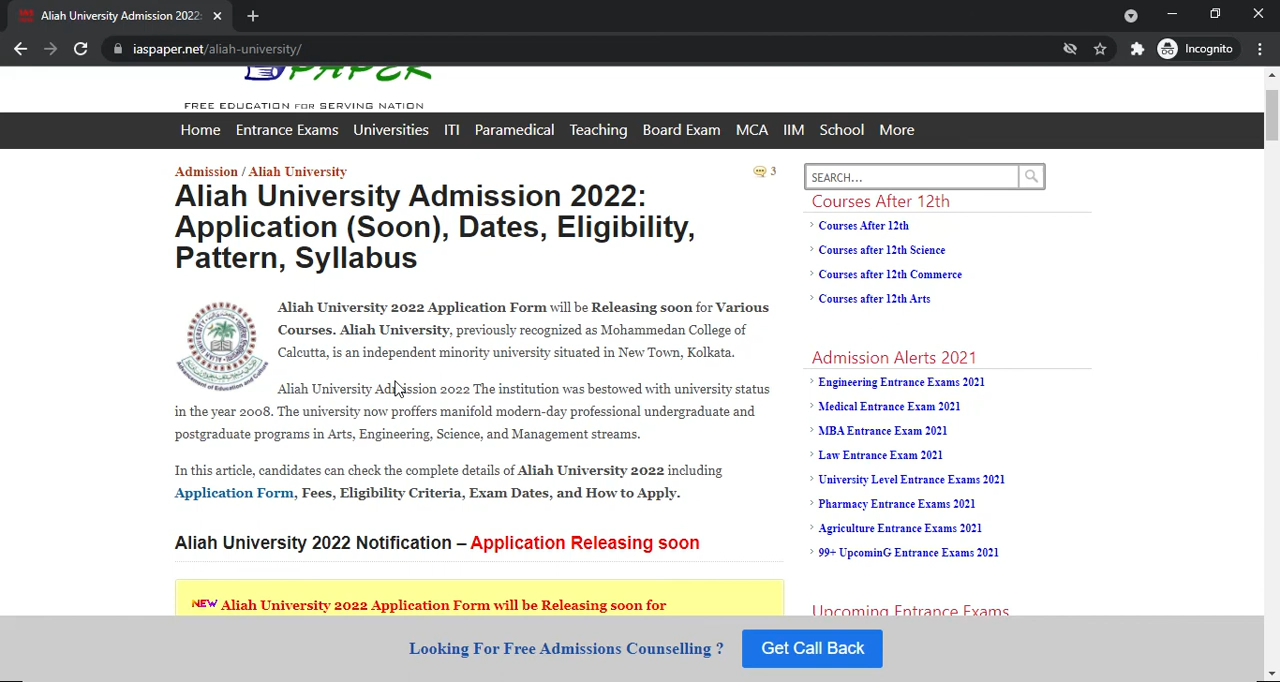 Aliah University Admission 2022:
iaspaper.net/aliah-university/
Incognito
PAPER
FREE EDUCATION FOR SERVING NATION
Home Entrance Exams Universities ITI Paramedical Teaching Board Exam MCA IIM School More
Admission / Aliah University
3
Aliah University Admission 2022:
Application (Soon), Dates, Eligibility,
Pattern, Syllabus
Aliah University 2022 Application Form will be Releasing soon for Various
Courses. Aliah University, previously recognized as Mohammedan College of
Calcutta, is an independent minority university situated in New Town, Kolkata.
Aliah University Admission 2022 The institution was bestowed with university status
in the year 2008. The university now proffers manifold modern-day professional undergraduate and
postgraduate programs in Arts, Engineering, Science, and Management streams.
In this article, candidates can check the complete details of Aliah University 2022 including
Application Form, Fees, Eligibility Criteria, Exam Dates, and How to Apply.
Aliah University 2022 Notification – Application Releasing soon
NEW Aliah University 2022 Application Form will be Releasing soon for
SEARCH...
Courses After 12th
Courses After 12th
Courses after 12th Science
Courses after 12th Commerce
Courses after 12th Arts
Admission Alerts 2021
Engineering Entrance Exams 2021
Medical Entrance Exam 2021
MBA Entrance Exam 2021
Law Entrance Exam 2021
University Level Entrance Exams 2021
Pharmacy Entrance Exams 2021
Agriculture Entrance Exams 2021
99+ UpcominG Entrance Exams 2021
Upcoming Entrance Exams
Looking For Free Admissions Counselling ? Get Call Back